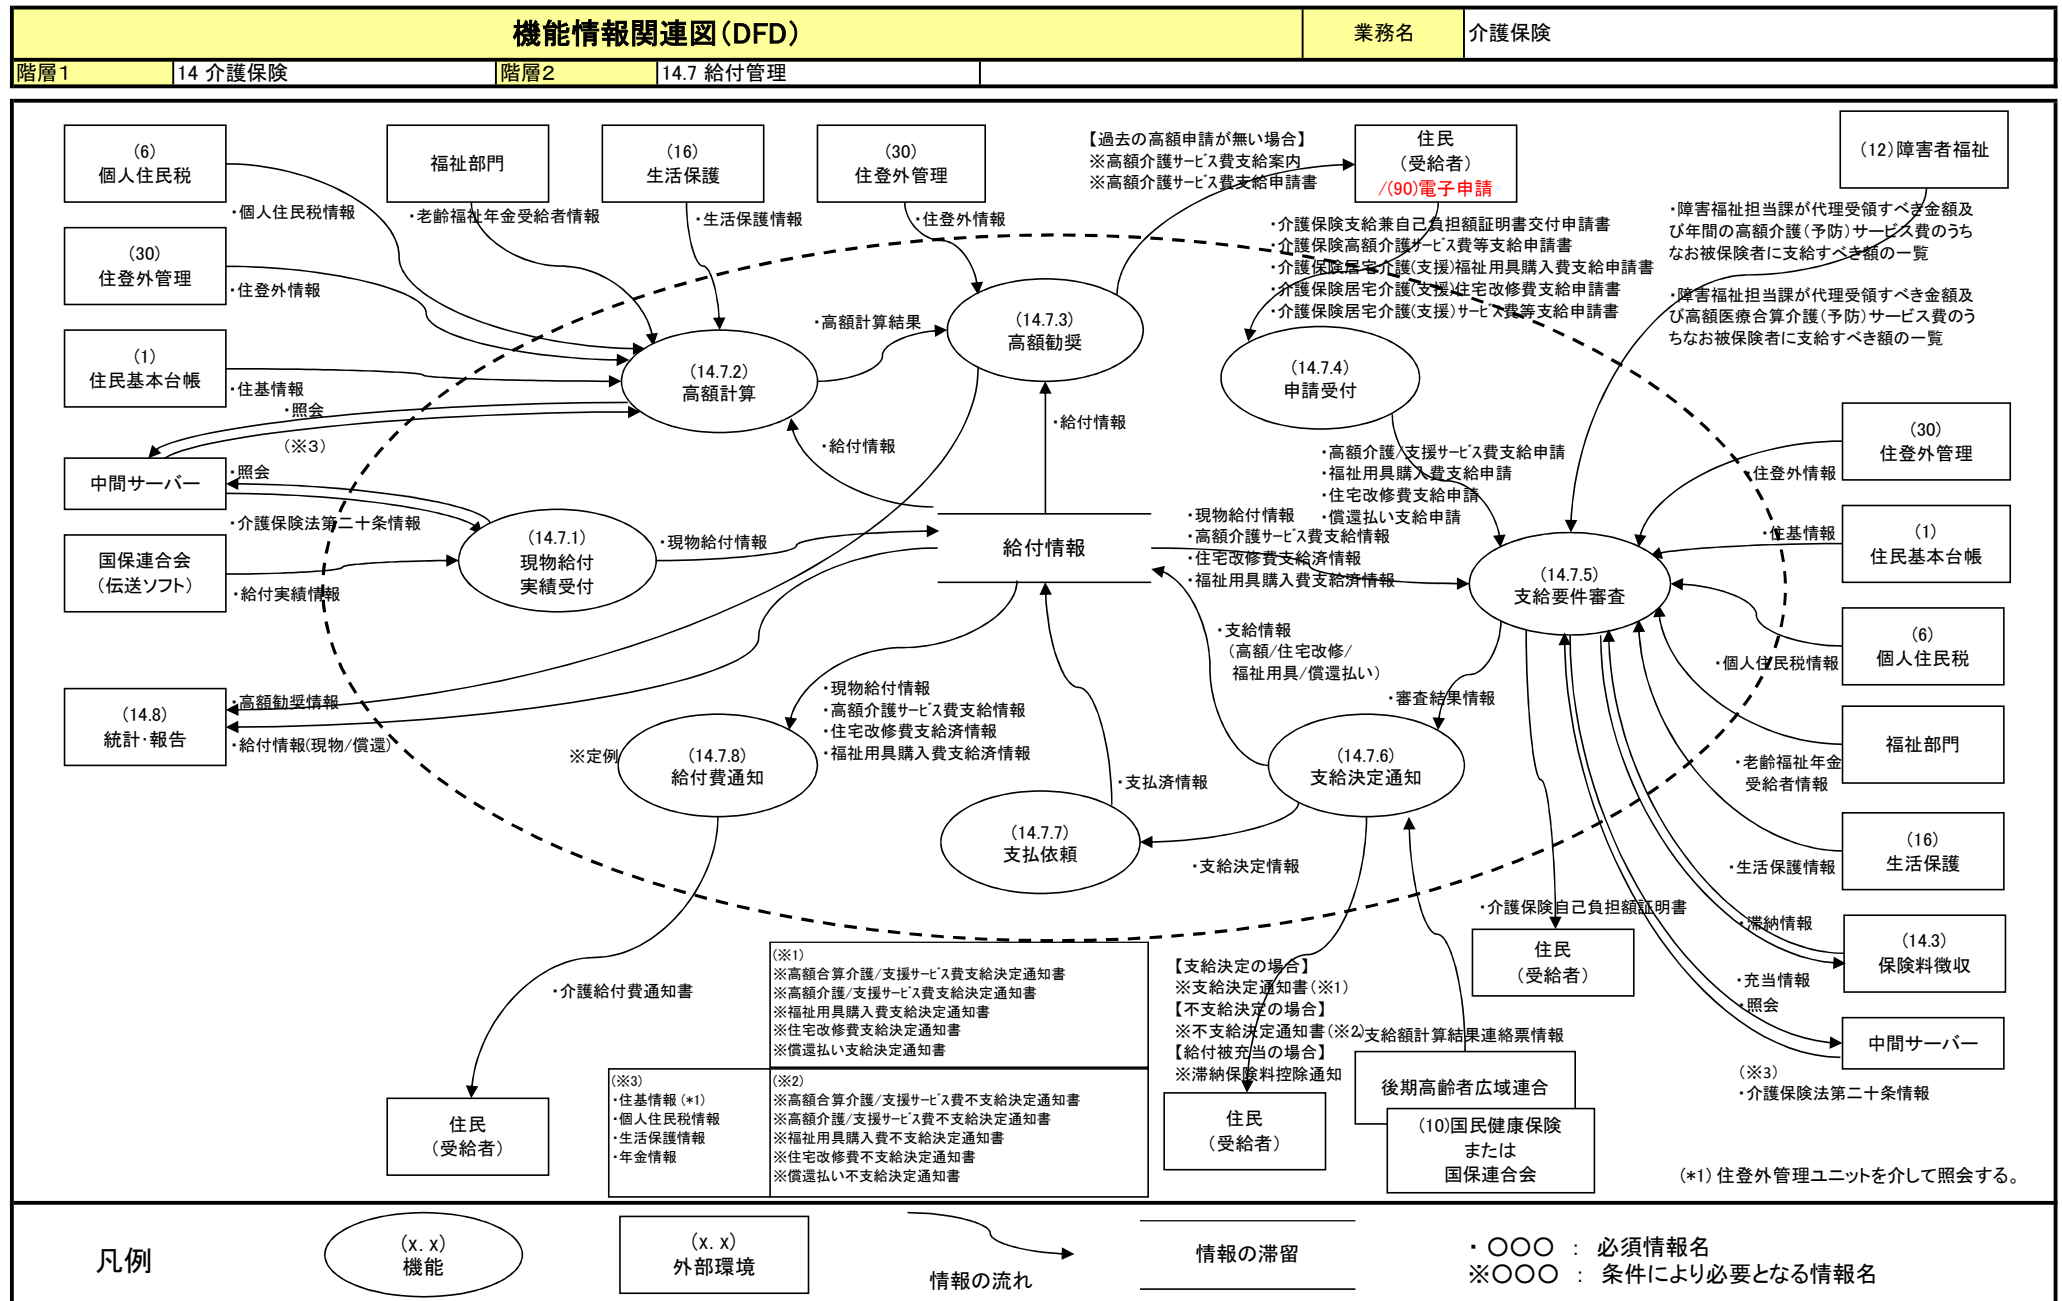 機能情報関連図（DFD）
業務名
介護保険
階層１
14 介護保険
階層２
14.7 給付管理
(6)
個人住民税
福祉部門
(16)
生活保護
(30)
住登外管理
【過去の高額申請が無い場合】
※高額介護サービス費支給案内
※高額介護サービス費支給申請書
住民
（受給者）
/(90)電子申請
(12)障害者福祉
・個人住民税情報
・老齢福祉年金受給者情報
・生活保護情報
・住登外情報
・介護保険支給兼自己負担額証明書交付申請書
・介護保険高額介護サービス費等支給申請書
・介護保険居宅介護(支援)福祉用具購入費支給申請書
・介護保険居宅介護(支援)住宅改修費支給申請書
・介護保険居宅介護(支援)サービス費等支給申請書
・障害福祉担当課が代理受領すべき金額及
び年間の高額介護（予防）サービス費のうち
なお被保険者に支給すべき額の一覧
・障害福祉担当課が代理受領すべき金額及
び高額医療合算介護（予防）サービス費のう
ちなお被保険者に支給すべき額の一覧
(30)
住登外管理
・住登外情報
(1)
住民基本台帳
・住基情報
・照会
(※３)
(14.7.2)
高額計算
・高額計算結果
(14.7.3)
高額勧奨
(14.7.4)
申請受付
・給付情報
・給付情報
・高額介護/支援サービス費支給申請
・福祉用具購入費支給申請
・住宅改修費支給申請
・償還払い支給申請
(30)
住登外管理
・住登外情報
中間サーバー
・照会
・介護保険法第二十条情報
国保連合会
（伝送ソフト）
・給付実績情報
(14.7.1)
現物給付
実績受付
・現物給付情報
給付情報
・現物給付情報
・高額介護サービス費支給情報
・住宅改修費支給済情報
・福祉用具購入費支給済情報
(14.7.5)
支給要件審査
・住基情報
(1)
住民基本台帳
(6)
個人住民税
・個人住民税情報
・支給情報
（高額/住宅改修/
福祉用具/償還払い）
・審査結果情報
(14.8)
統計・報告
・高額勧奨情報
・給付情報(現物/償還)
※定例
(14.7.8)
給付費通知
・現物給付情報
・高額介護サービス費支給情報
・住宅改修費支給済情報
・福祉用具購入費支給済情報
(14.7.7)
支払依頼
・支払済情報
・支給決定情報
(14.7.6)
支給決定通知
福祉部門
・老齢福祉年金
受給者情報
(16)
生活保護
・生活保護情報
・介護保険自己負担額証明書
住民
（受給者）
・滞納情報
(14.3)
保険料徴収
・充当情報
・照会
中間サーバー
(※3)
・介護保険法第二十条情報
・介護給付費通知書
住民
（受給者）
(※1)
※高額合算介護/支援サービス費支給決定通知書
※高額介護/支援サービス費支給決定通知書
※福祉用具購入費支給決定通知書
※住宅改修費支給決定通知書
※償還払い支給決定通知書
(※3)
・住基情報(*1)
・個人住民税情報
・生活保護情報
・年金情報
(※2)
※高額合算介護/支援サービス費不支給決定通知書
※高額介護/支援サービス費不支給決定通知書
※福祉用具購入費不支給決定通知書
※住宅改修費不支給決定通知書
※償還払い不支給決定通知書
【支給決定の場合】
※支給決定通知書(※1)
【不支給決定の場合】
※不支給決定通知書(※2)
【給付被充当の場合】
※滞納保険料控除通知
住民
（受給者）
・支給額計算結果連絡票情報
後期高齢者広域連合
(10)国民健康保険
または
国保連合会
(*1) 住登外管理ユニットを介して照会する。
凡例
(x. x)
機能
(x. x)
外部環境
情報の流れ
情報の滞留
・ 〇〇〇 ： 必須情報名
※〇〇〇 ： 条件により必要となる情報名